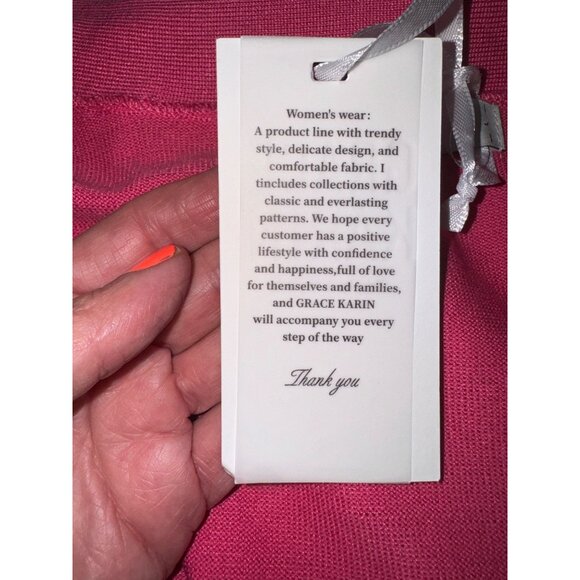 Women's wear:
A product line with trendy
style, delicate design, and
comfortable fabric. I
tincludes collections with
classic and everlasting
patterns. We hope every
customer has a positive
lifestyle with confidence
and happiness,full of love
for themselves and families,
and GRACE KARIN
will accompany you every
step of the way
Thank you